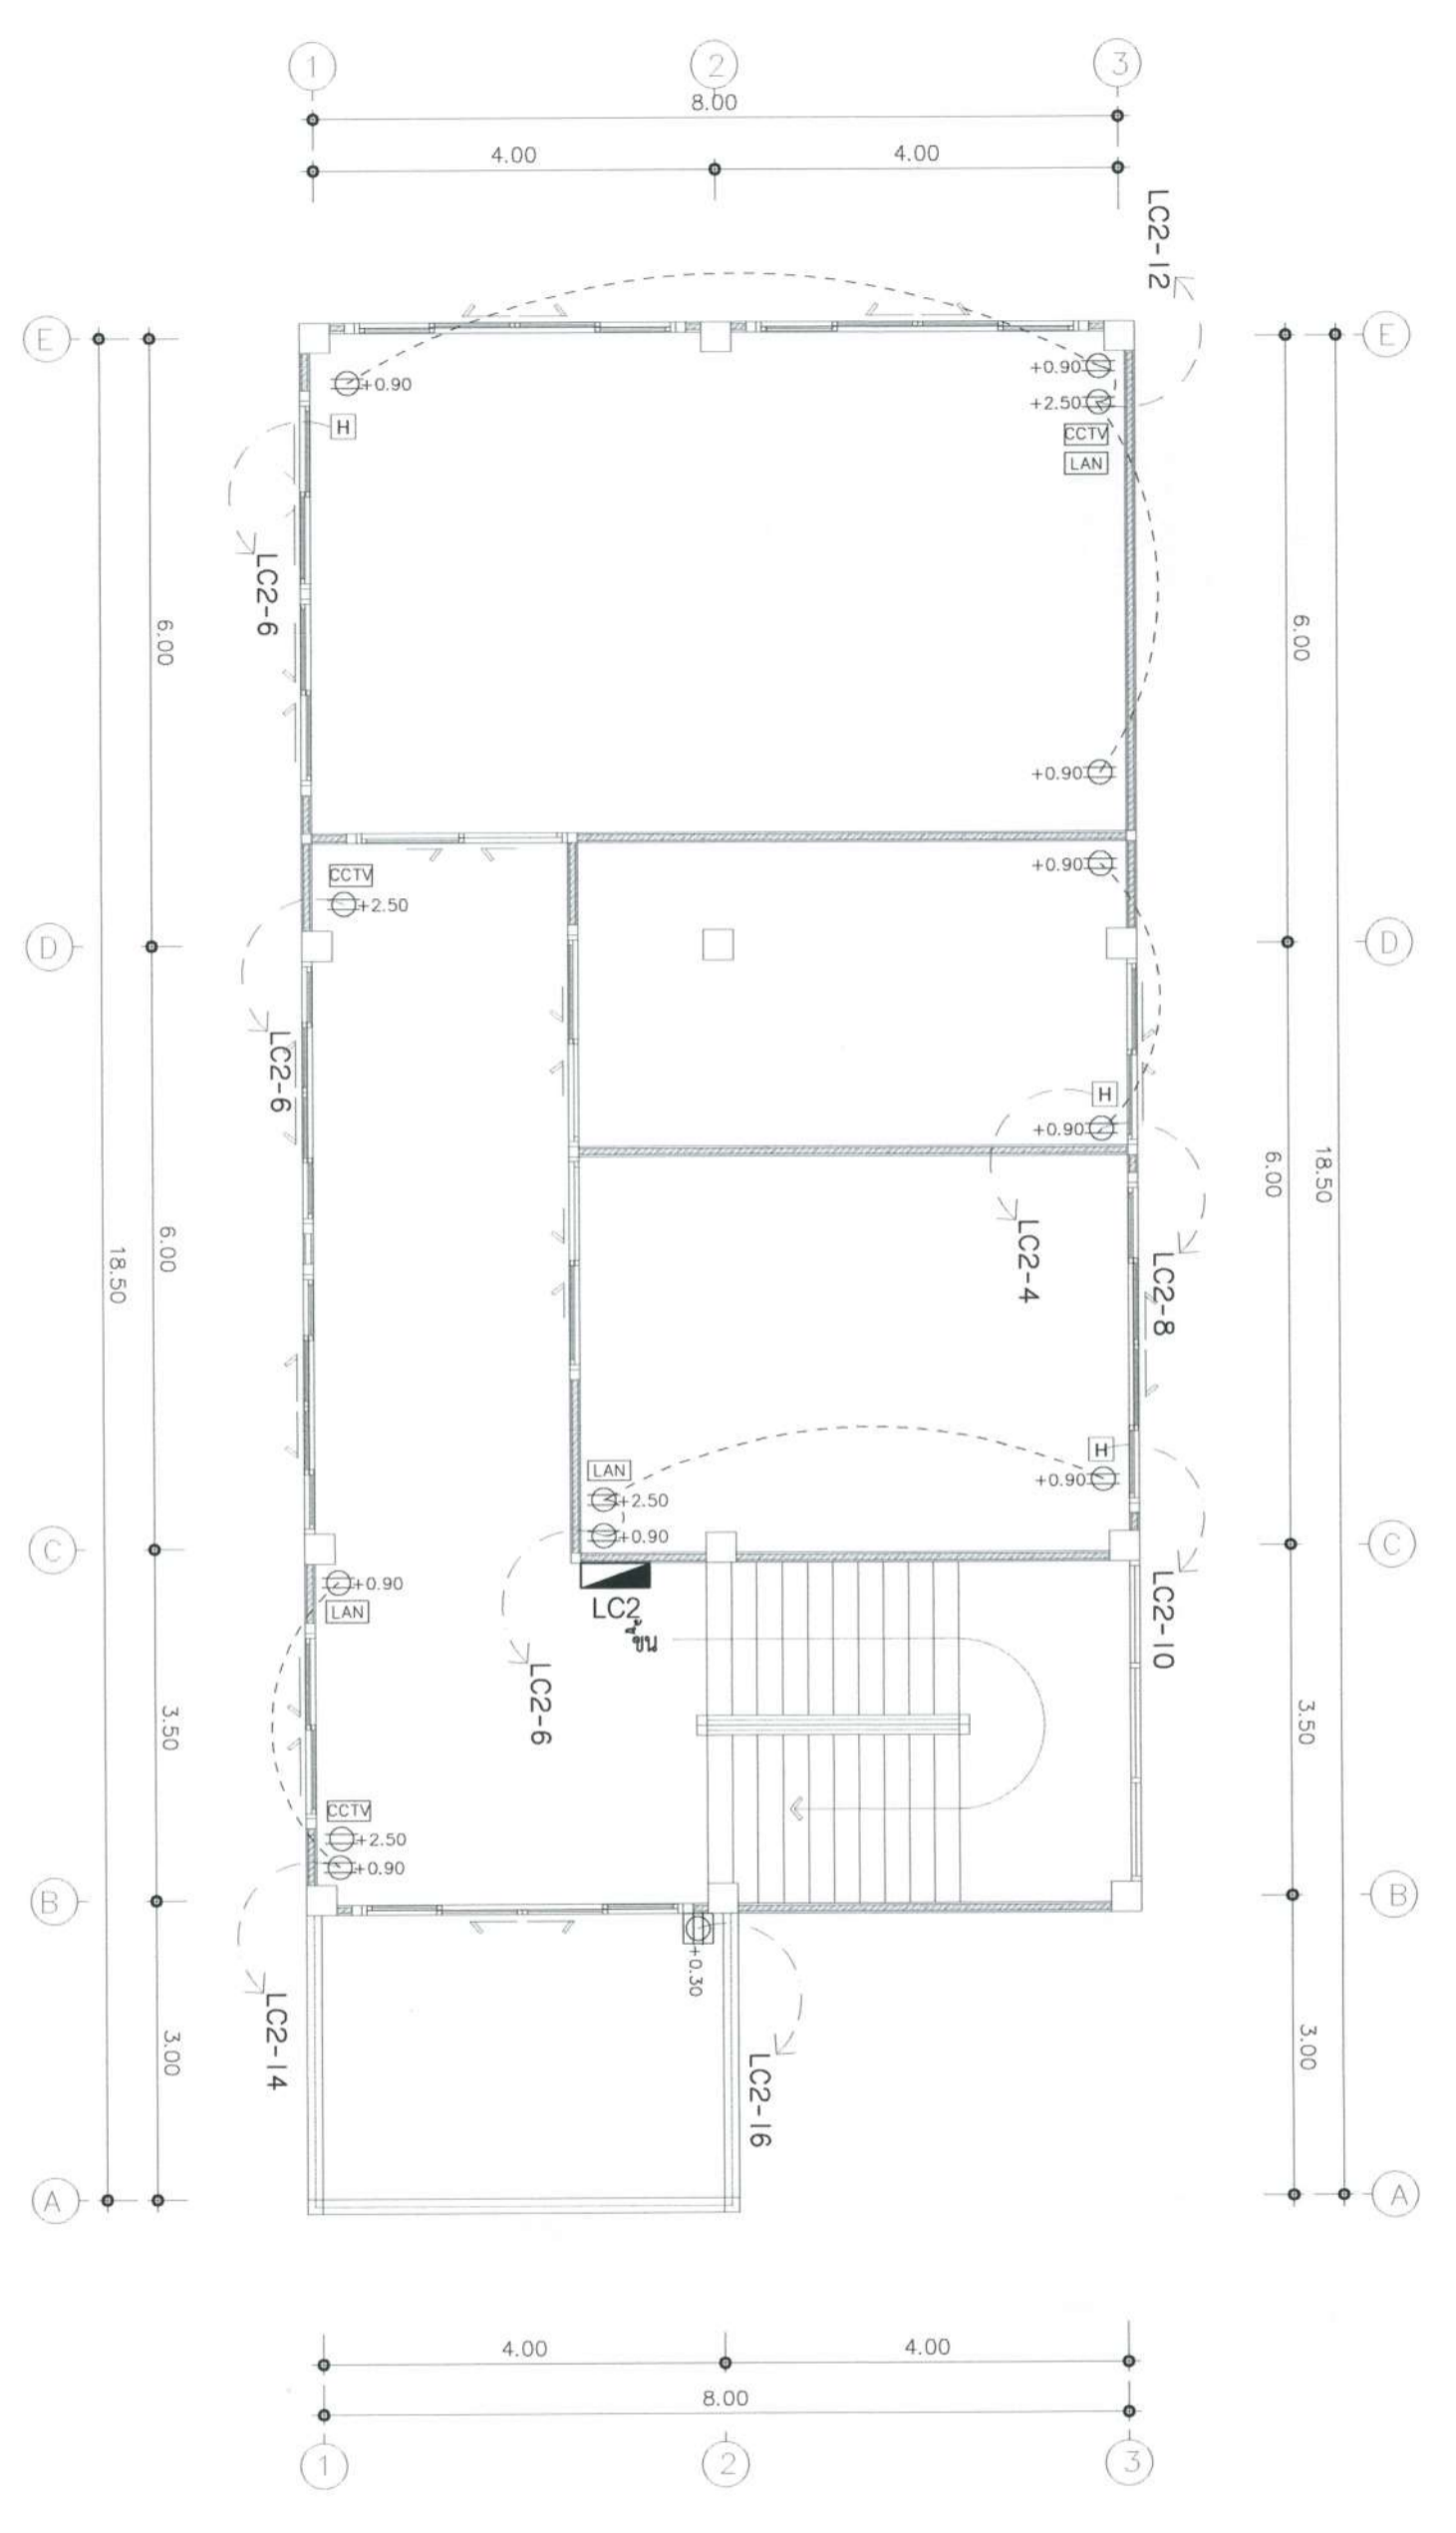 1
2
3
8.00
4.00
4.00
LC2-12
E
E
+0.90
+0.90
+2.50
H
CCTV
LAN
LC2-6
6.00
6.00
+0.90
CCTV
+2.50
+0.90
D
D
LC2-6
H
+0.90
18.50
6.00
LC2-4
LC2-8
6.00
18.50
LAN
H
+2.50
+0.90
+0.90
C
C
+0.90
LAN
LC2
ขึ้น
LC2-10
LC2-6
3.50
3.50
CCTV
+2.50
+0.90
B
B
+0.30
LC2-14
LC2-16
3.00
3.00
A
A
4.00
4.00
8.00
1
2
3